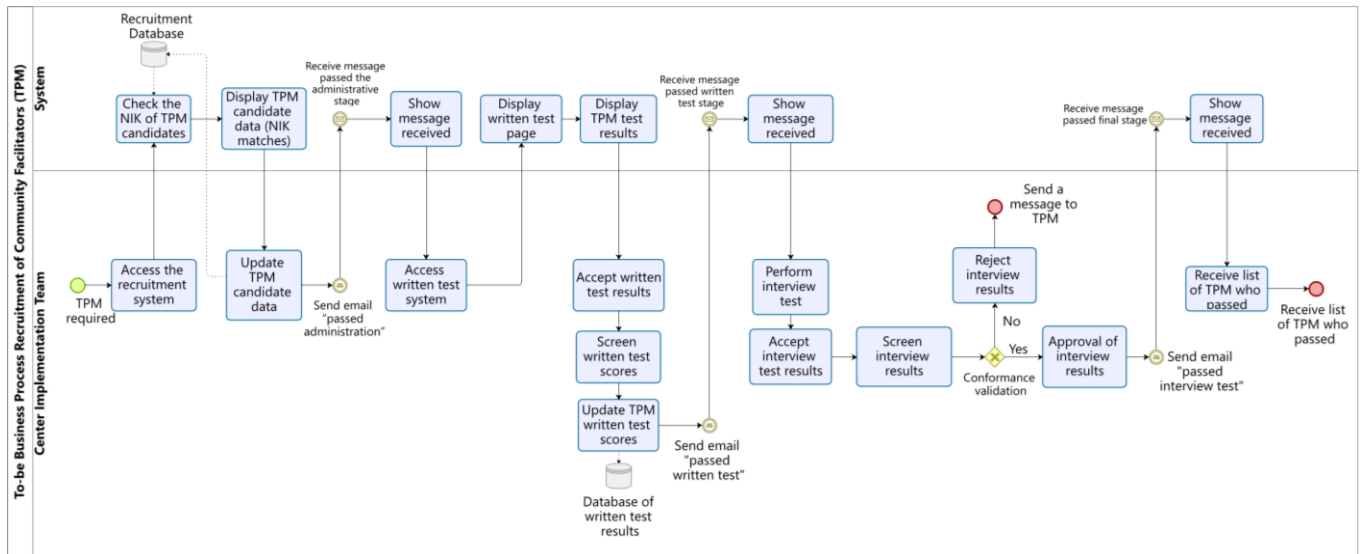 To-be Business Process Recruitment of Community Facilitators (TPM)
System
Center Implementation Team
Recruitment
Database
Check the
NIK of TPM
candidates
Display TPM
candidate
data (NIK
matches)
Receive message
passed the
administrative
stage
Show
message
received
Display
written test
page
Display
TPM test
results
Receive message
passed written
test stage
Show
message
received
Receive message
passed final stage
Show
message
received
TPM
required
Access the
recruitment
system
Update
TPM
candidate
data
Send email
"passed
administration"
Access
written test
system
Accept written
test results
Screen
written test
scores
Update TPM
written test
scores
Database of
written test
results
Send email
"passed
written test"
Perform
interview
test
Accept
interview
test results
Screen
interview
results
Conformance
validation
No
Yes
Reject
interview
results
Send a
message to
TPM
Approval of
interview
results
Send email
"passed
interview test"
Receive list
of TPM who
passed
Receive list
of TPM who
passed